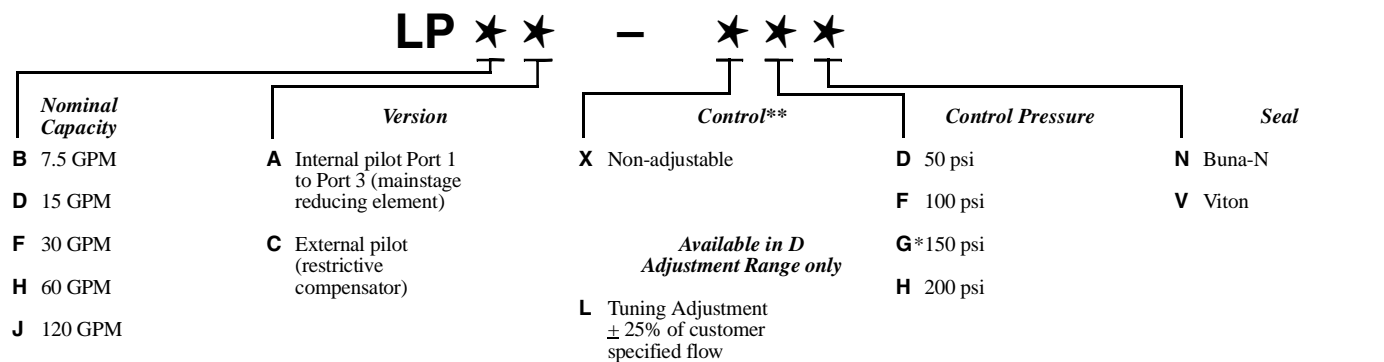 LP ✶ ✶ – ✶ ✶ ✶
Nominal
Capacity
B 7.5 GPM
D 15 GPM
F 30 GPM
H 60 GPM
J 120 GPM
Version
A Internal pilot Port 1
to Port 3 (mainstage
reducing element)
C External pilot
(restrictive
compensator)
Control**
X Non-adjustable
Available in D
Adjustment Range only
L Tuning Adjustment
± 25% of customer
specified flow
Control Pressure
D 50 psi
F 100 psi
G*150 psi
H 200 psi
Seal
N Buna-N
V Viton